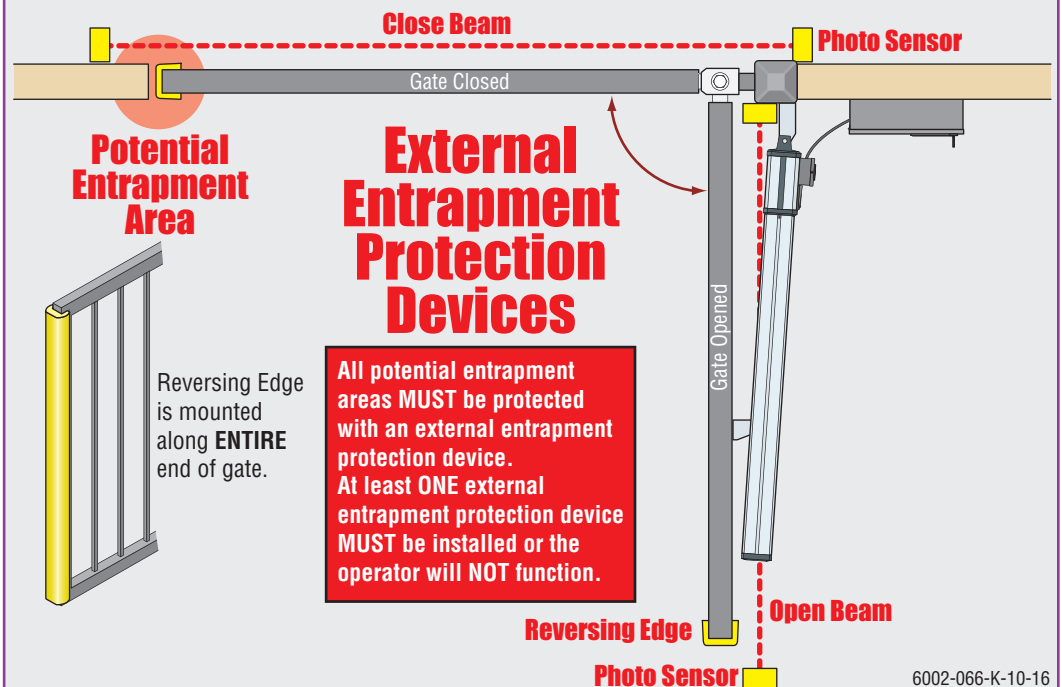 Close Beam
Photo Sensor
Gate Closed
Potential
Entrapment
Area
External
Entrapment
Protection
Devices
Gate Opened
Reversing Edge
is mounted
along ENTIRE
end of gate.
All potential entrapment
areas MUST be protected
with an external entrapment
protection device.
At least ONE external
entrapment protection device
MUST be installed or the
operator will NOT function.
Open Beam
Reversing Edge
Photo Sensor
6002-066-K-10-16